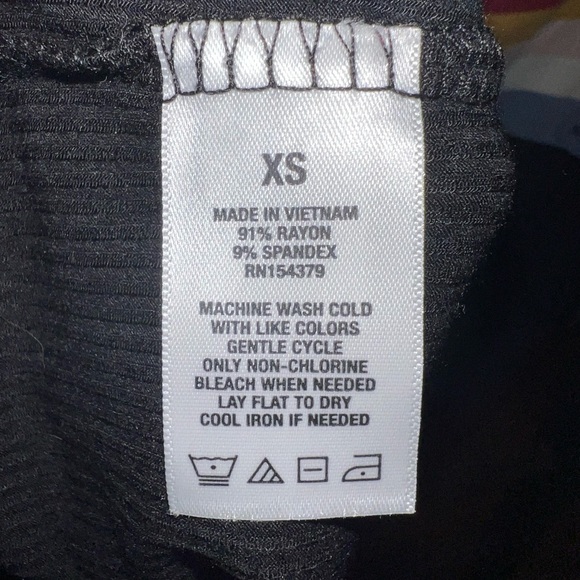 XS
MADE IN VIETNAM
91% RAYON
9% SPANDEX
RN154379
MACHINE WASH COLD
WITH LIKE COLORS
GENTLE CYCLE
ONLY NON-CHLORINE
BLEACH WHEN NEEDED
LAY FLAT TO DRY
COOL IRON IF NEEDED